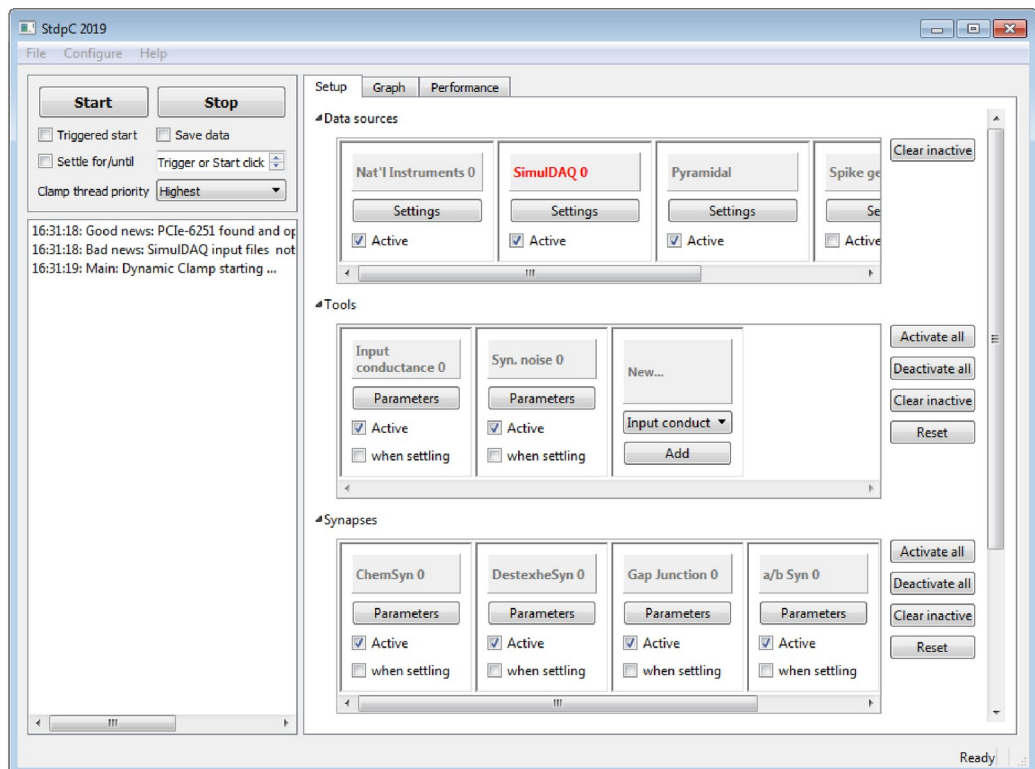 StdpC 2019
File Configure Help
Start Stop
Triggered start Save data
Settle for/until Trigger or Start click
Clamp thread priority Highest
16:31:18: Good news: PCIe-6251 found and op
16:31:18: Bad news: SimulDAQ input files not
16:31:19: Main: Dynamic Clamp starting ...
Setup Graph Performance
Data sources
Nat'l Instruments 0 SimulDAQ 0 Pyramidal Spike ge
Settings Settings Settings Se
Active Active Active Active
Clear inactive
Tools
Input
conductance 0 Syn. noise 0 New...
Parameters Parameters Input conduct
Active Active Add
when settling when settling
Activate all
Deactivate all
Clear inactive
Reset
Synapses
ChemSyn 0 DestexheSyn 0 Gap Junction 0 a/b Syn 0
Parameters Parameters Parameters Parameters
Active Active Active Active
when settling when settling when settling when settling
Activate all
Deactivate all
Clear inactive
Reset
Ready